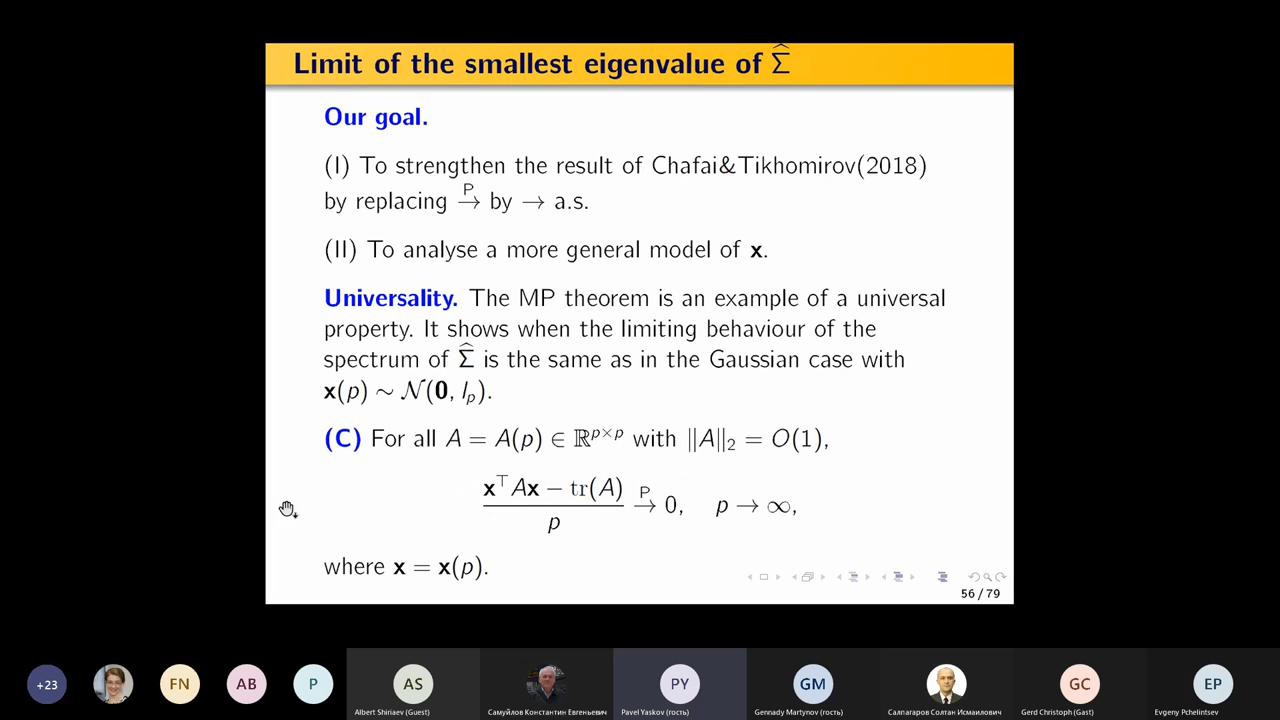 Limit of the smallest eigenvalue of Σ̂
Our goal.
(I) To strengthen the result of Chafai&Tikhomirov(2018)
by replacing →ᴾ by → a.s.
(II) To analyse a more general model of x.
Universality. The MP theorem is an example of a universal
property. It shows when the limiting behaviour of the
spectrum of Σ̂ is the same as in the Gaussian case with
x(p) ∼ 𝒩(0, I_p).
(C) For all A = A(p) ∈ ℝ^{p×p} with ‖A‖₂ = O(1),
(x^⊤Ax − tr(A))/p →ᴾ 0, p → ∞,
where x = x(p).
56 / 79
+23 FN AB P AS PY GM GC EP
Albert Shiriaev (Guest) Самуйлов Константин Евгеньевич Pavel Yaskov (гость) Gennady Martynov (гость) Салпагаров Солтан Исмаилович Gerd Christoph (Gast) Evgeny Pchelintsev